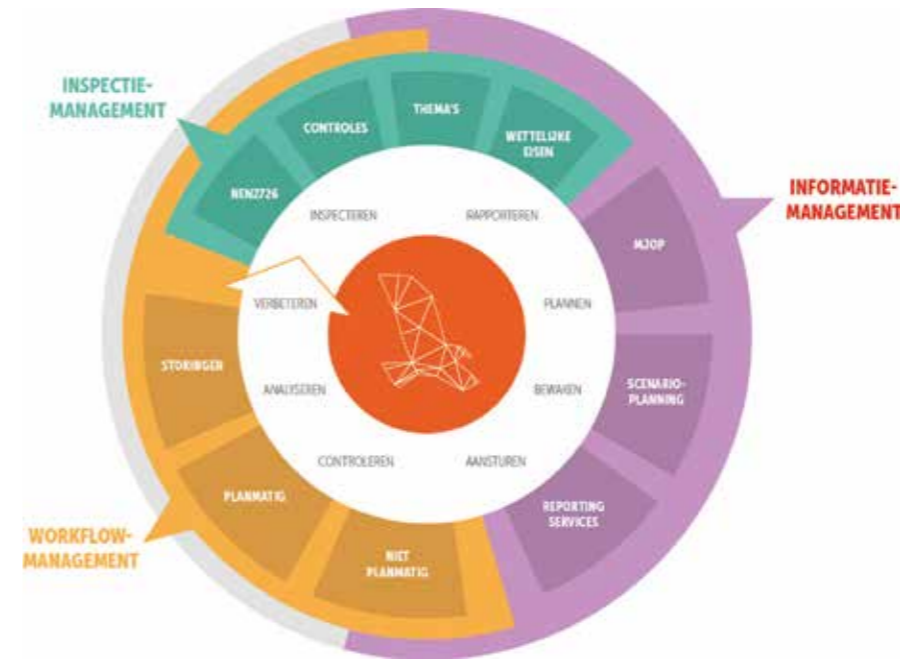 INSPECTIE-
MANAGEMENT
THEMA'S
CONTROLES
WETTELIJKE
EISEN
NEN2726
INSPECTEREN
RAPPORTEREN
INFORMATIE-
MANAGEMENT
MJOP
VERBETEREN
PLANNEN
STORINGEN
ANALYSEREN
BEWAKEN
SCENARIO-
PLANNING
CONTROLEREN
AANSTUREN
PLANMATIG
REPORTING
SERVICES
WORKFLOW-
MANAGEMENT
NIET
PLANMATIG